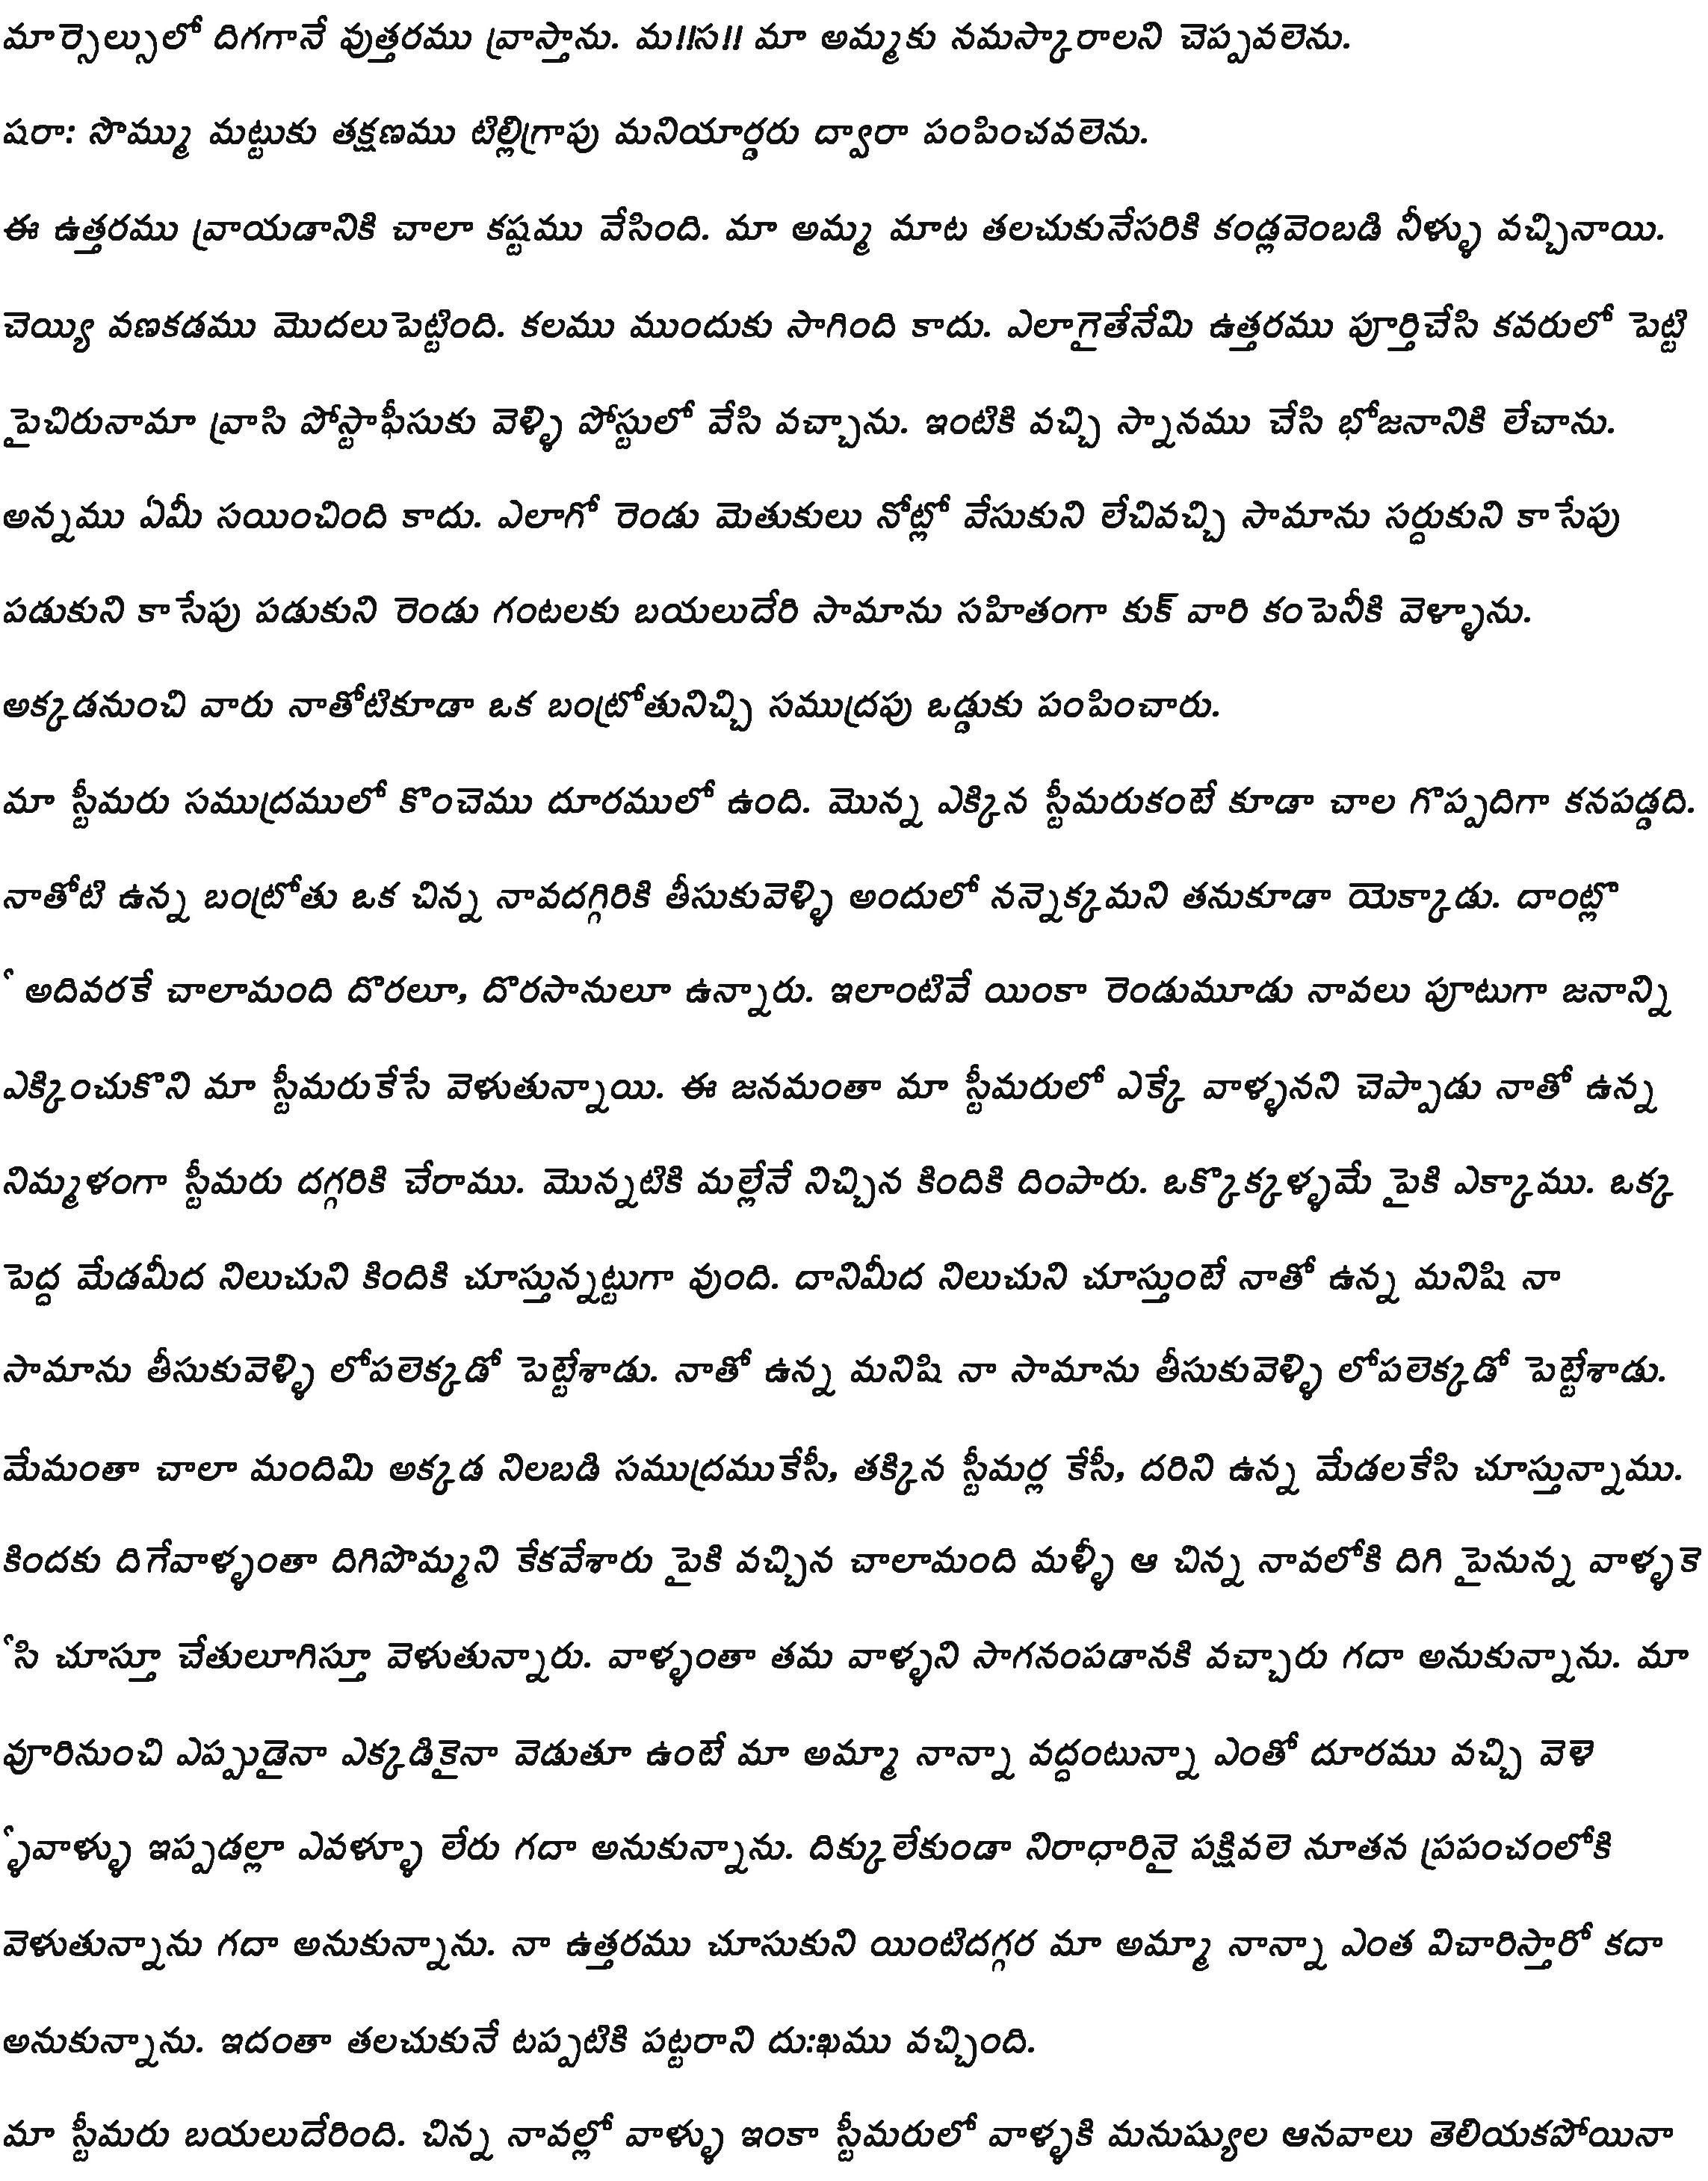 మార్సెల్సులో దిగగానే వుత్తరము వ్రాస్తాను. మ!!స!! మా అమ్మకు నమస్కారాలని చెప్పవలెను.
షరా: సొమ్ము మట్టుకు తక్షణము టెల్లిగ్రాపు మనియార్డరు ద్వారా పంపించవలెను.
ఈ ఉత్తరము వ్రాయడానికి చాలా కష్టము వేసింది. మా అమ్మ మాట తలచుకునేసరికి కండ్లవెంబడి నీళ్ళు వచ్చినాయి.
చెయ్యి వణకడము మొదలుపెట్టింది. కలము ముందుకు సాగింది కాదు. ఎలాగైతేనేమి ఉత్తరము పూర్తిచేసి కవరులో పెట్టి
పైచిరునామా వ్రాసి పోస్టాఫీసుకు వెళ్ళి పోస్టులో వేసి వచ్చాను. ఇంటికి వచ్చి స్నానము చేసి భోజనానికి లేచాను.
అన్నము ఏమీ సయించింది కాదు. ఎలాగో రెండు మెతుకులు నోట్లో వేసుకుని లేచివచ్చి సామాను సర్దుకుని కాసేపు
పడుకుని కాసేపు పడుకుని రెండు గంటలకు బయలుదేరి సామాను సహితంగా కుక్ వారి కంపెనీకి వెళ్ళాను.
అక్కడనుంచి వారు నాతోటికూడా ఒక బంట్రోతునిచ్చి సముద్రపు ఒడ్డుకు పంపించారు.
మా స్టీమరు సముద్రములో కొంచెము దూరములో ఉంది. మొన్న ఎక్కిన స్టీమరుకంటే కూడా చాల గొప్పదిగా కనపడ్డది.
నాతోటి ఉన్న బంట్రోతు ఒక చిన్న నావదగ్గిరికి తీసుకువెళ్ళి అందులో నన్నెక్కమని తనుకూడా యెక్కాడు. దాంట్లొ
ే అదివరకే చాలామంది దొరలూ, దొరసానులూ ఉన్నారు. ఇలాంటివే యింకా రెండుమూడు నావలు పూటుగా జనాన్ని
ఎక్కించుకొని మా స్టీమరుకేసే వెళుతున్నాయి. ఈ జనమంతా మా స్టీమరులో ఎక్కే వాళ్ళనని చెప్పాడు నాతో ఉన్న
నిమ్మళంగా స్టీమరు దగ్గరికి చేరాము. మొన్నటికి మల్లేనే నిచ్చిన కిందికి దింపారు. ఒక్కొక్కళ్ళమే పైకి ఎక్కాము. ఒక్క
పెద్ద మేడమీద నిలుచుని కిందికి చూస్తున్నట్టుగా వుంది. దానిమీద నిలుచుని చూస్తుంటే నాతో ఉన్న మనిషి నా
సామాను తీసుకువెళ్ళి లోపలెక్కడో పెట్టేశాడు. నాతో ఉన్న మనిషి నా సామాను తీసుకువెళ్ళి లోపలెక్కడో పెట్టేశాడు.
మేమంతా చాలా మందిమి అక్కడ నిలబడి సముద్రముకేసీ, తక్కిన స్టీమర్ల కేసీ, దరిని ఉన్న మేడలకేసి చూస్తున్నాము.
కిందకు దిగేవాళ్ళంతా దిగిపొమ్మని కేకవేశారు పైకి వచ్చిన చాలామంది మళ్ళీ ఆ చిన్న నావలోకి దిగి పైనున్న వాళ్ళకె
ేసి చూస్తూ చేతులూగిస్తూ వెళుతున్నారు. వాళ్ళంతా తమ వాళ్ళని సాగనంపడానకి వచ్చారు గదా అనుకున్నాను. మా
వూరినుంచి ఎప్పుడైనా ఎక్కడికైనా వెడుతూ ఉంటే మా అమ్మా నాన్నా వద్దంటున్నా ఎంతో దూరము వచ్చి వెళె
్ళేవాళ్ళు ఇప్పడల్లా ఎవళ్ళూ లేరు గదా అనుకున్నాను. దిక్కులేకుండా నిరాధారినై పక్షివలె నూతన ప్రపంచంలోకి
వెళుతున్నాను గదా అనుకున్నాను. నా ఉత్తరము చూసుకుని యింటిదగ్గర మా అమ్మా నాన్నా ఎంత విచారిస్తారో కదా
అనుకున్నాను. ఇదంతా తలచుకునే టప్పటికి పట్టరాని దు:ఖము వచ్చింది.
మా స్టీమరు బయలుదేరింది. చిన్న నావల్లో వాళ్ళు ఇంకా స్టీమరులో వాళ్ళకి మనుష్యుల ఆనవాలు తెలియకపోయినా